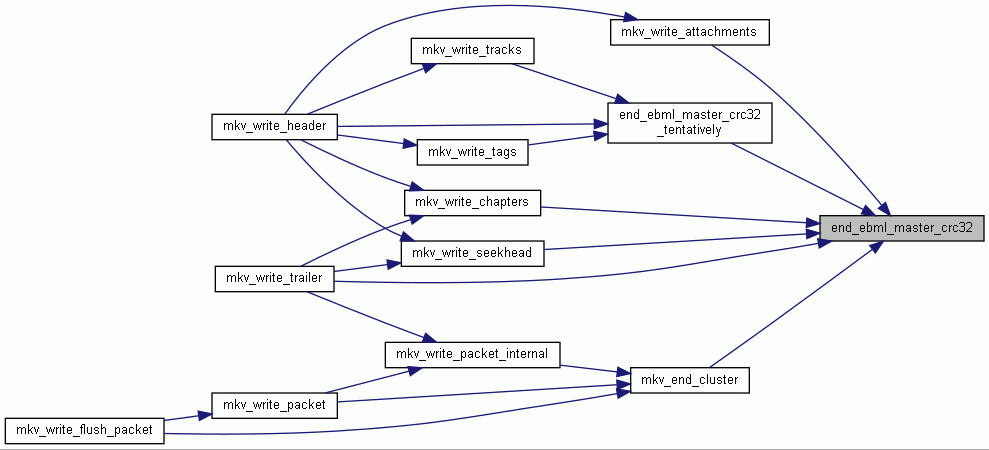 mkv_write_attachments
mkv_write_tracks
end_ebml_master_crc32
_tentatively
mkv_write_header
mkv_write_tags
mkv_write_chapters
end_ebml_master_crc32
mkv_write_seekhead
mkv_write_trailer
mkv_write_packet_internal
mkv_end_cluster
mkv_write_packet
mkv_write_flush_packet